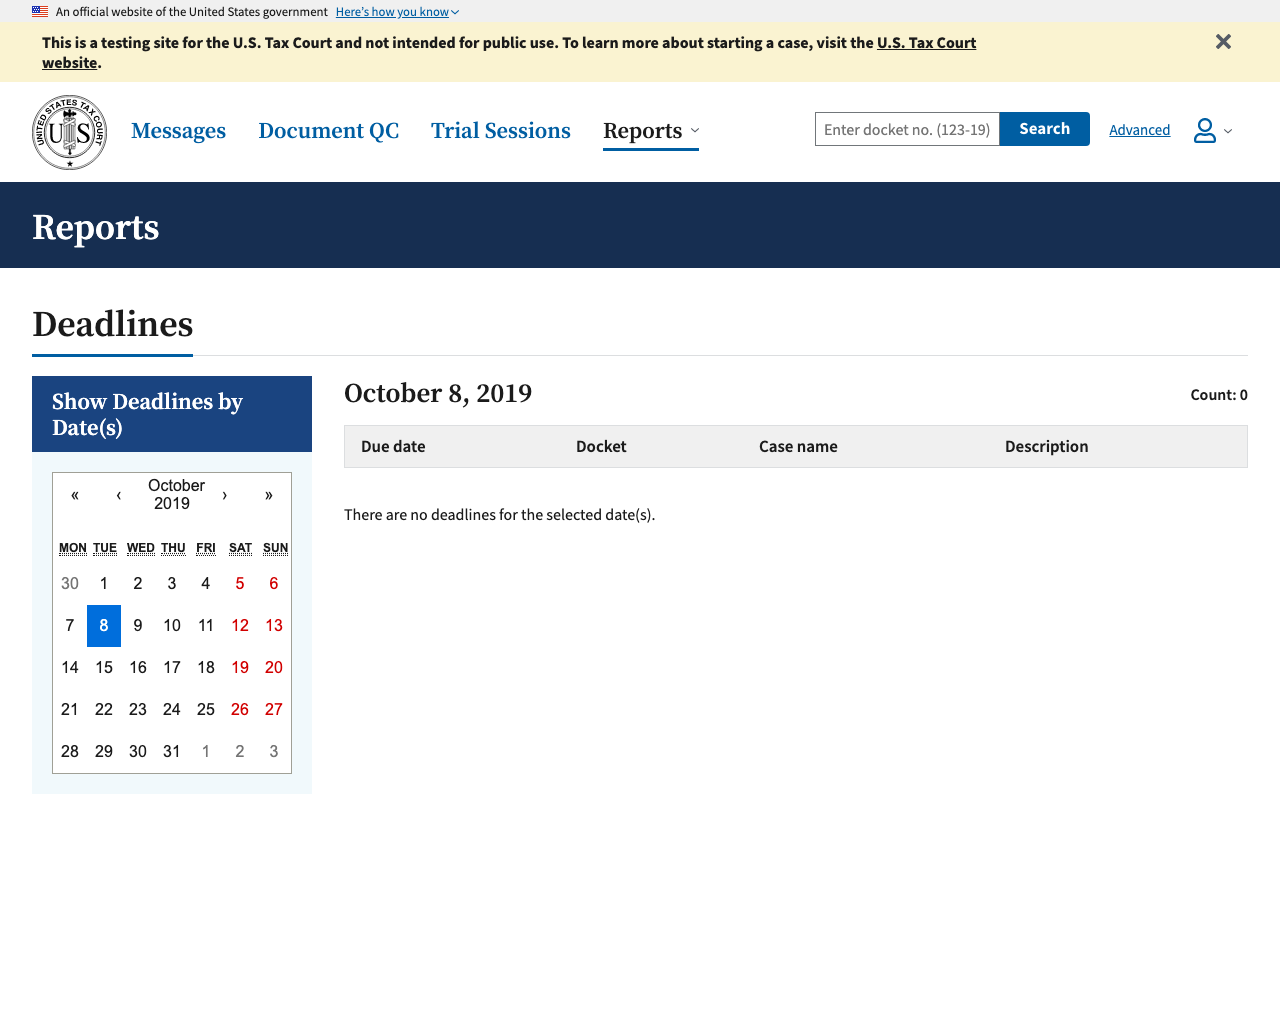 An official website of the United States government Here's how you know
This is a testing site for the U.S. Tax Court and not intended for public use. To learn more about starting a case, visit the U.S. Tax Court
website.
UNITED STATES TAX COURT
US
Messages Document QC Trial Sessions Reports
Enter docket no. (123-19) Search Advanced
Reports
Deadlines
Show Deadlines by
Date(s)
« ‹ October
2019 › »
MON TUE WED THU FRI SAT SUN
30 1 2 3 4 5 6
7 8 9 10 11 12 13
14 15 16 17 18 19 20
21 22 23 24 25 26 27
28 29 30 31 1 2 3
October 8, 2019 Count: 0
Due date Docket Case name Description
There are no deadlines for the selected date(s).